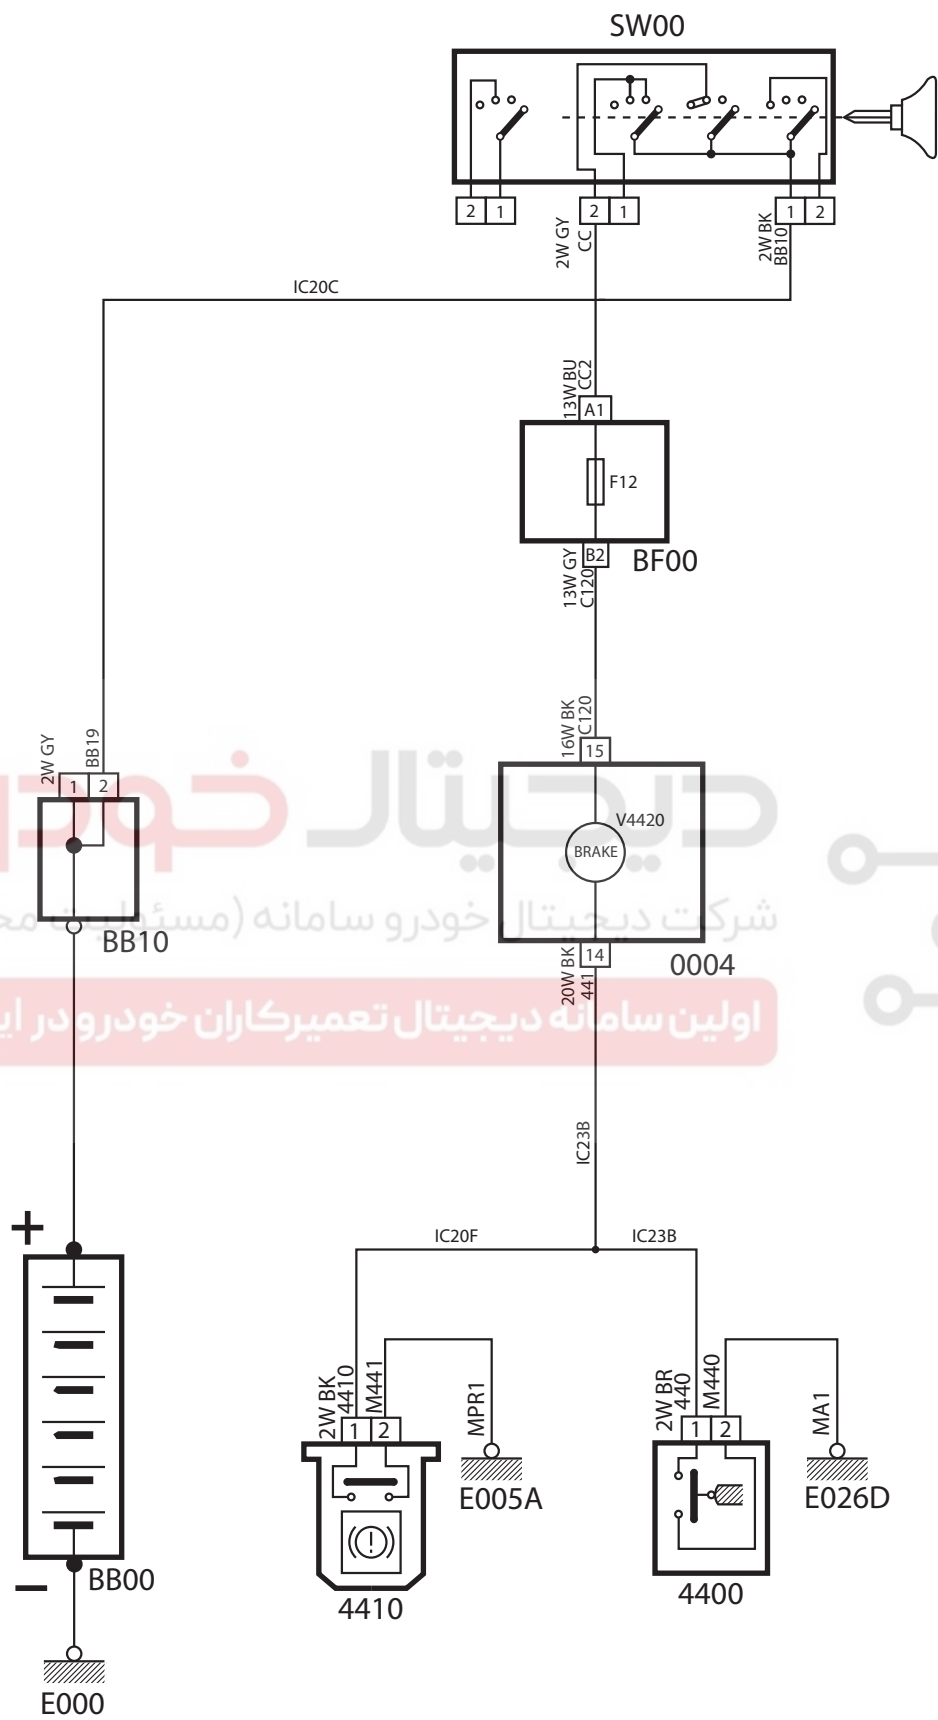 SW00
2 1
2 1
1 2
2W GY
CC
2W BK
BB10
IC20C
13W BU
CC2
A1
F12
B2
BF00
13W GY
C120
16W BK
C120
15
2W GY
BB19
1 2
V4420
BRAKE
BB10
14
0004
20W BK
441
دیجیتال خودرو
شرکت دیجیتال خودرو سامانه (مسئولیت
اولین سامانه دیجیتال تعمیرکاران خودرو در
IC23B
IC20F
IC23B
+
2W BK
4410
M441
1 2
MPR1
E005A
2W BR
440
M440
1 2
MA1
E026D
!
4410
4400
−
BB00
E000